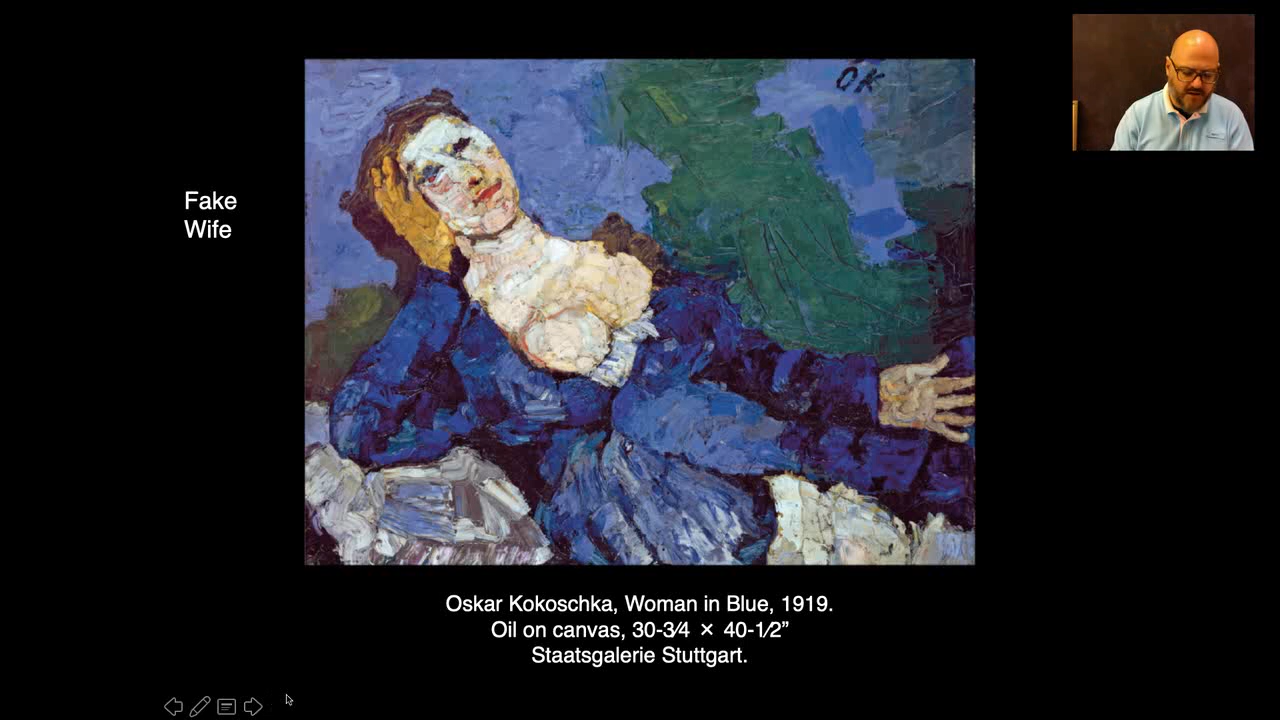 OK
Fake
Wife
Oskar Kokoschka, Woman in Blue, 1919.
Oil on canvas, 30-3⁄4 × 40-1⁄2”
Staatsgalerie Stuttgart.